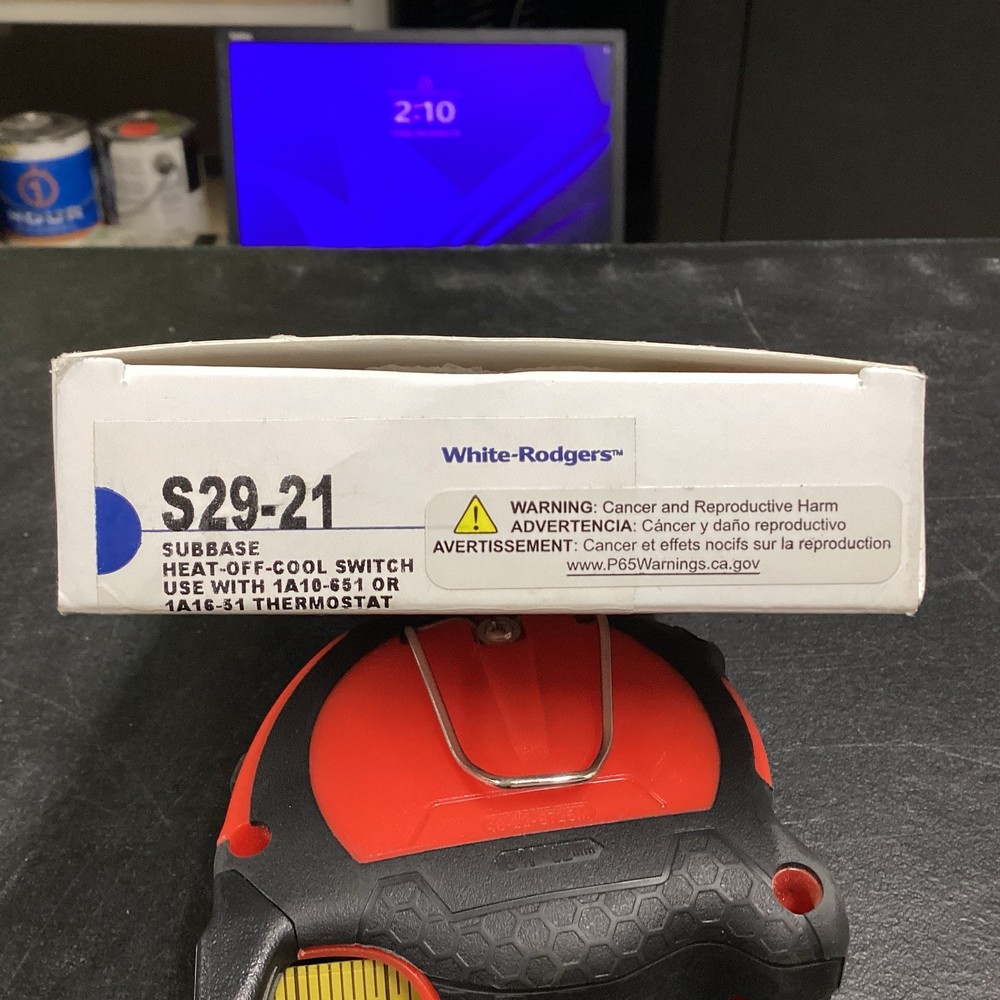 2:10
1
HOUR
White-Rodgers™
S29-21
SUBBASE
HEAT-OFF-COOL SWITCH
USE WITH 1A10-651 OR
1A16-51 THERMOSTAT
WARNING: Cancer and Reproductive Harm
ADVERTENCIA: Cáncer y daño reproductivo
AVERTISSEMENT: Cancer et effets nocifs sur la reproduction
www.P65Warnings.ca.gov